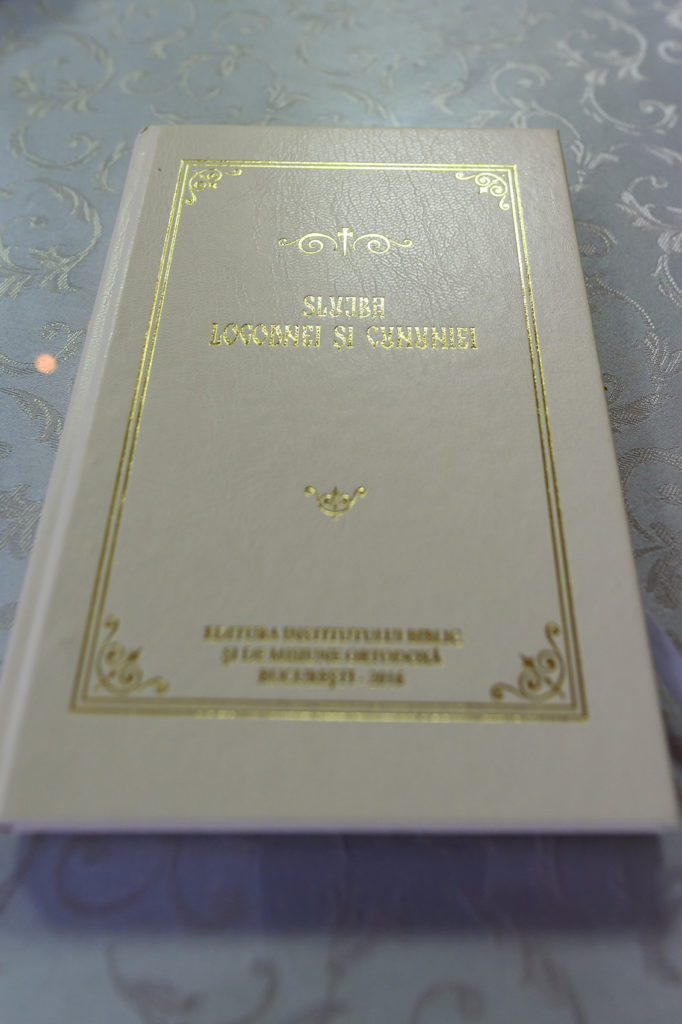 SLUJBA
LOGODNEI ȘI CUNUNIEI
EDITURA INSTITUTULUI BIBLIC
ȘI DE MISIUNE ORTODOXĂ
BUCUREȘTI - 2014